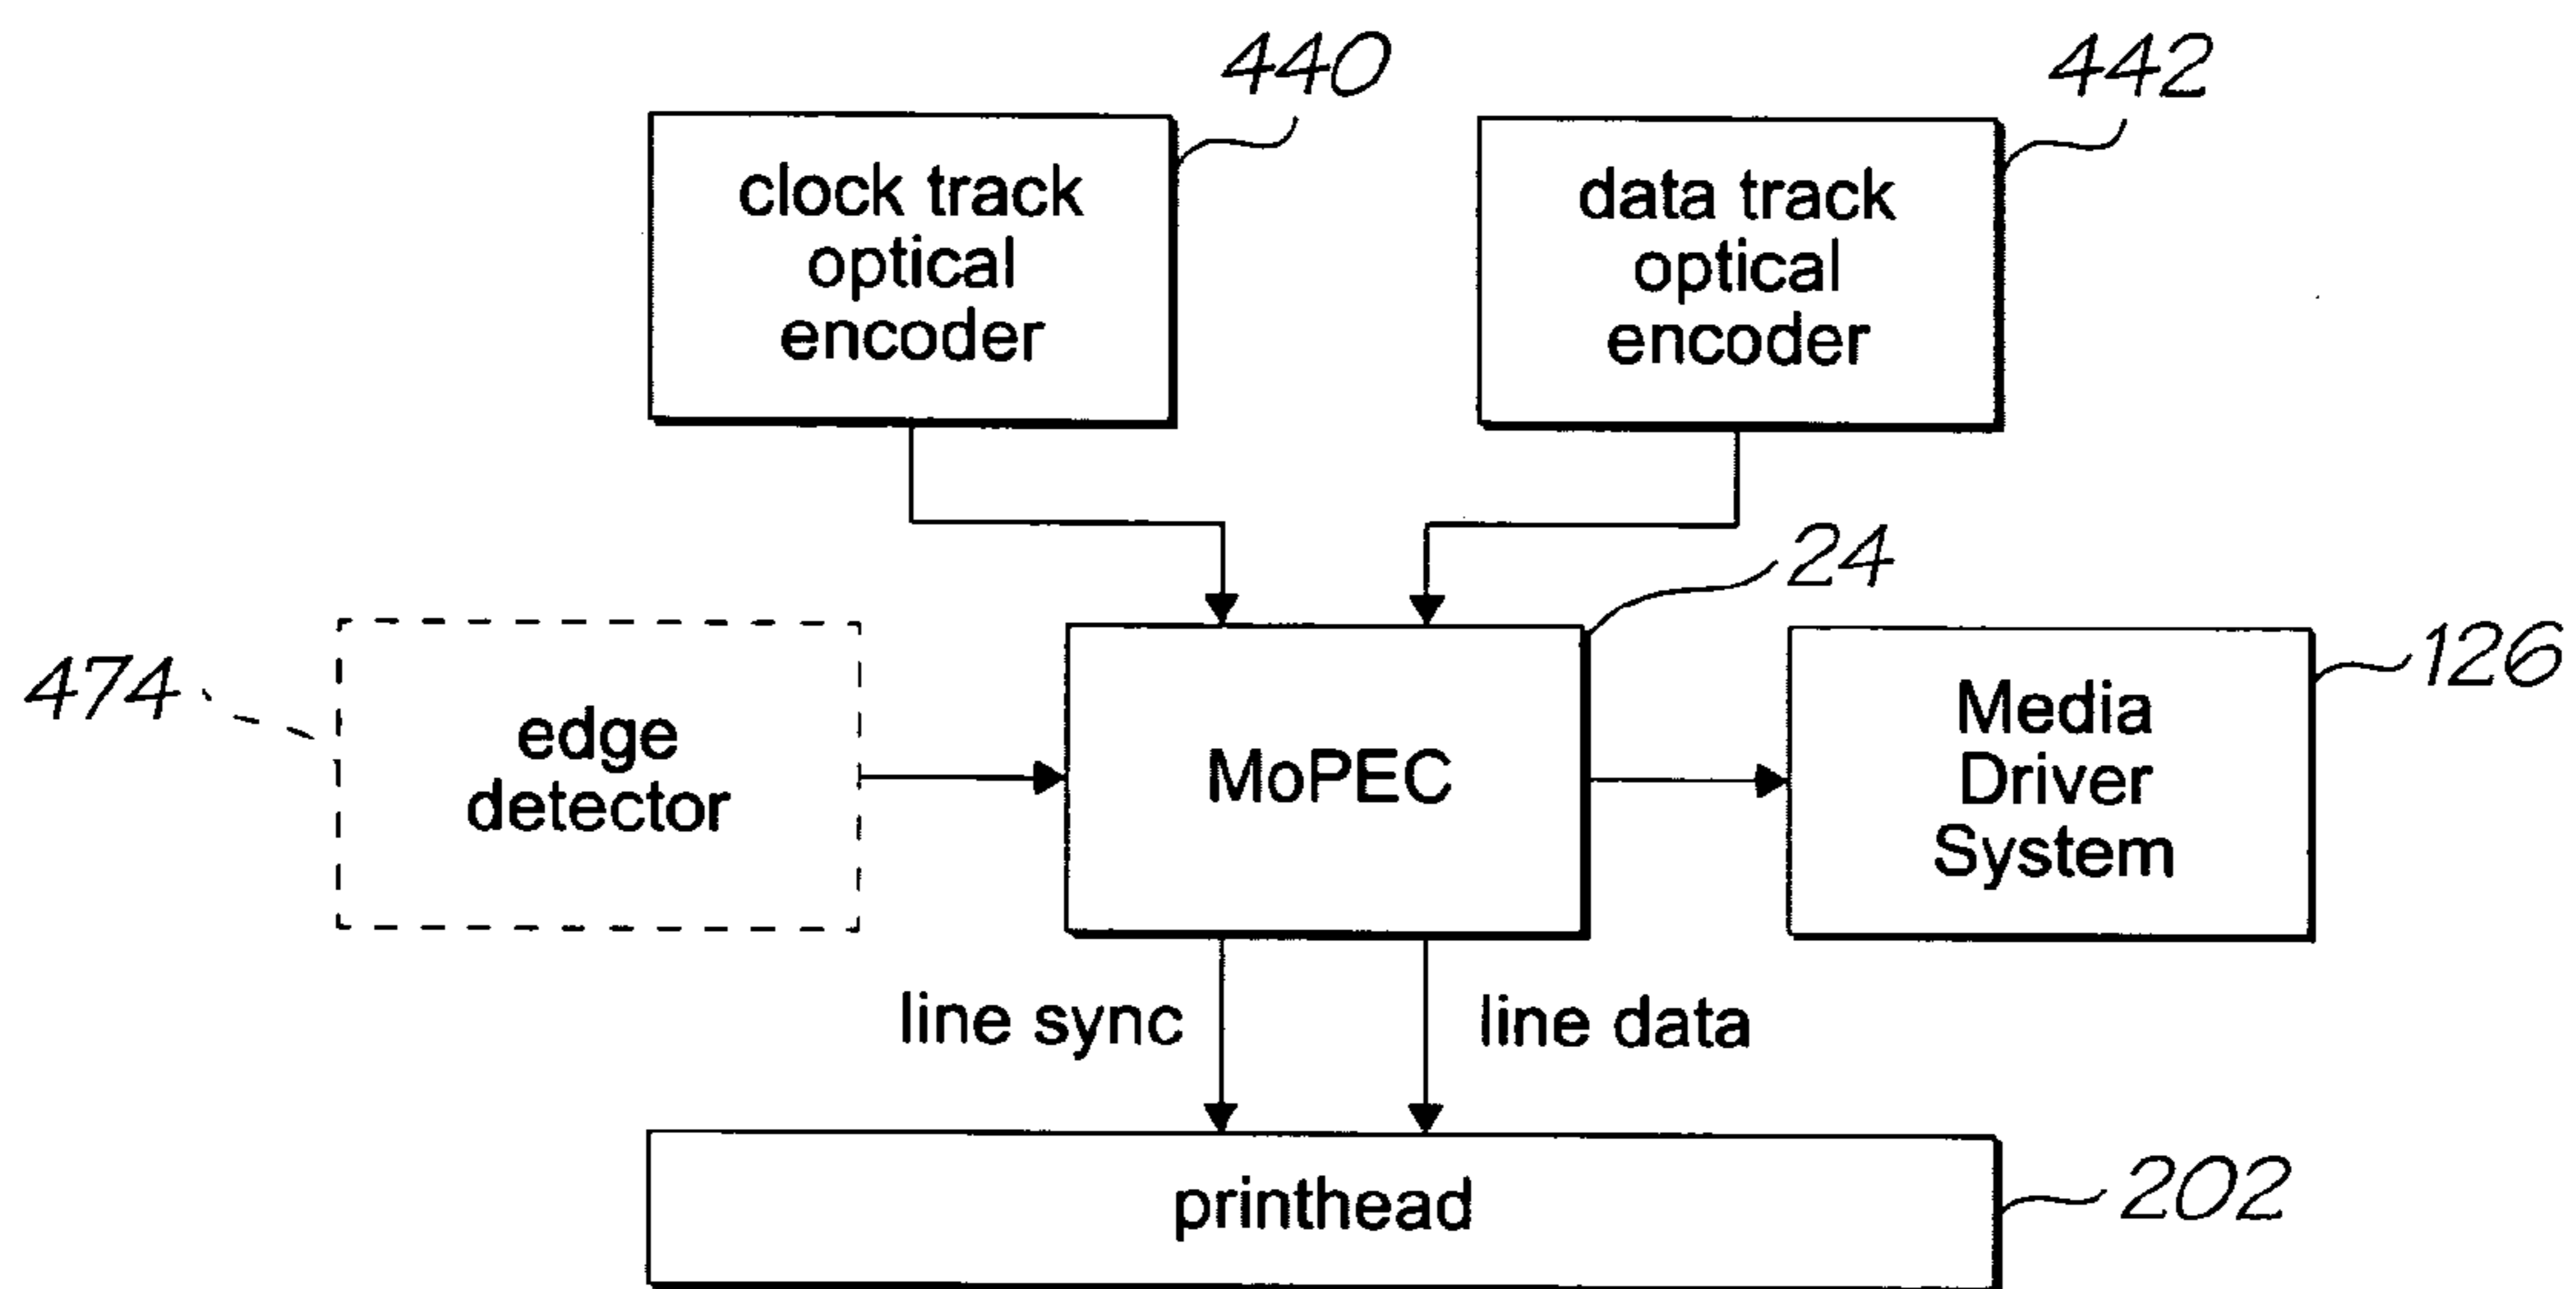 440
442
clock track
optical
encoder
data track
optical
encoder
24
474
edge
detector
MoPEC
Media
Driver
System
126
line sync
line data
printhead
202